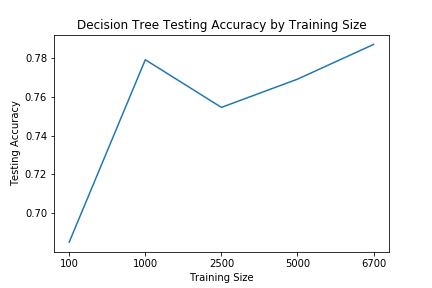 Decision Tree Testing Accuracy by Training Size
Testing Accuracy
0.78
0.76
0.74
0.72
0.70
100 1000 2500 5000 6700
Training Size